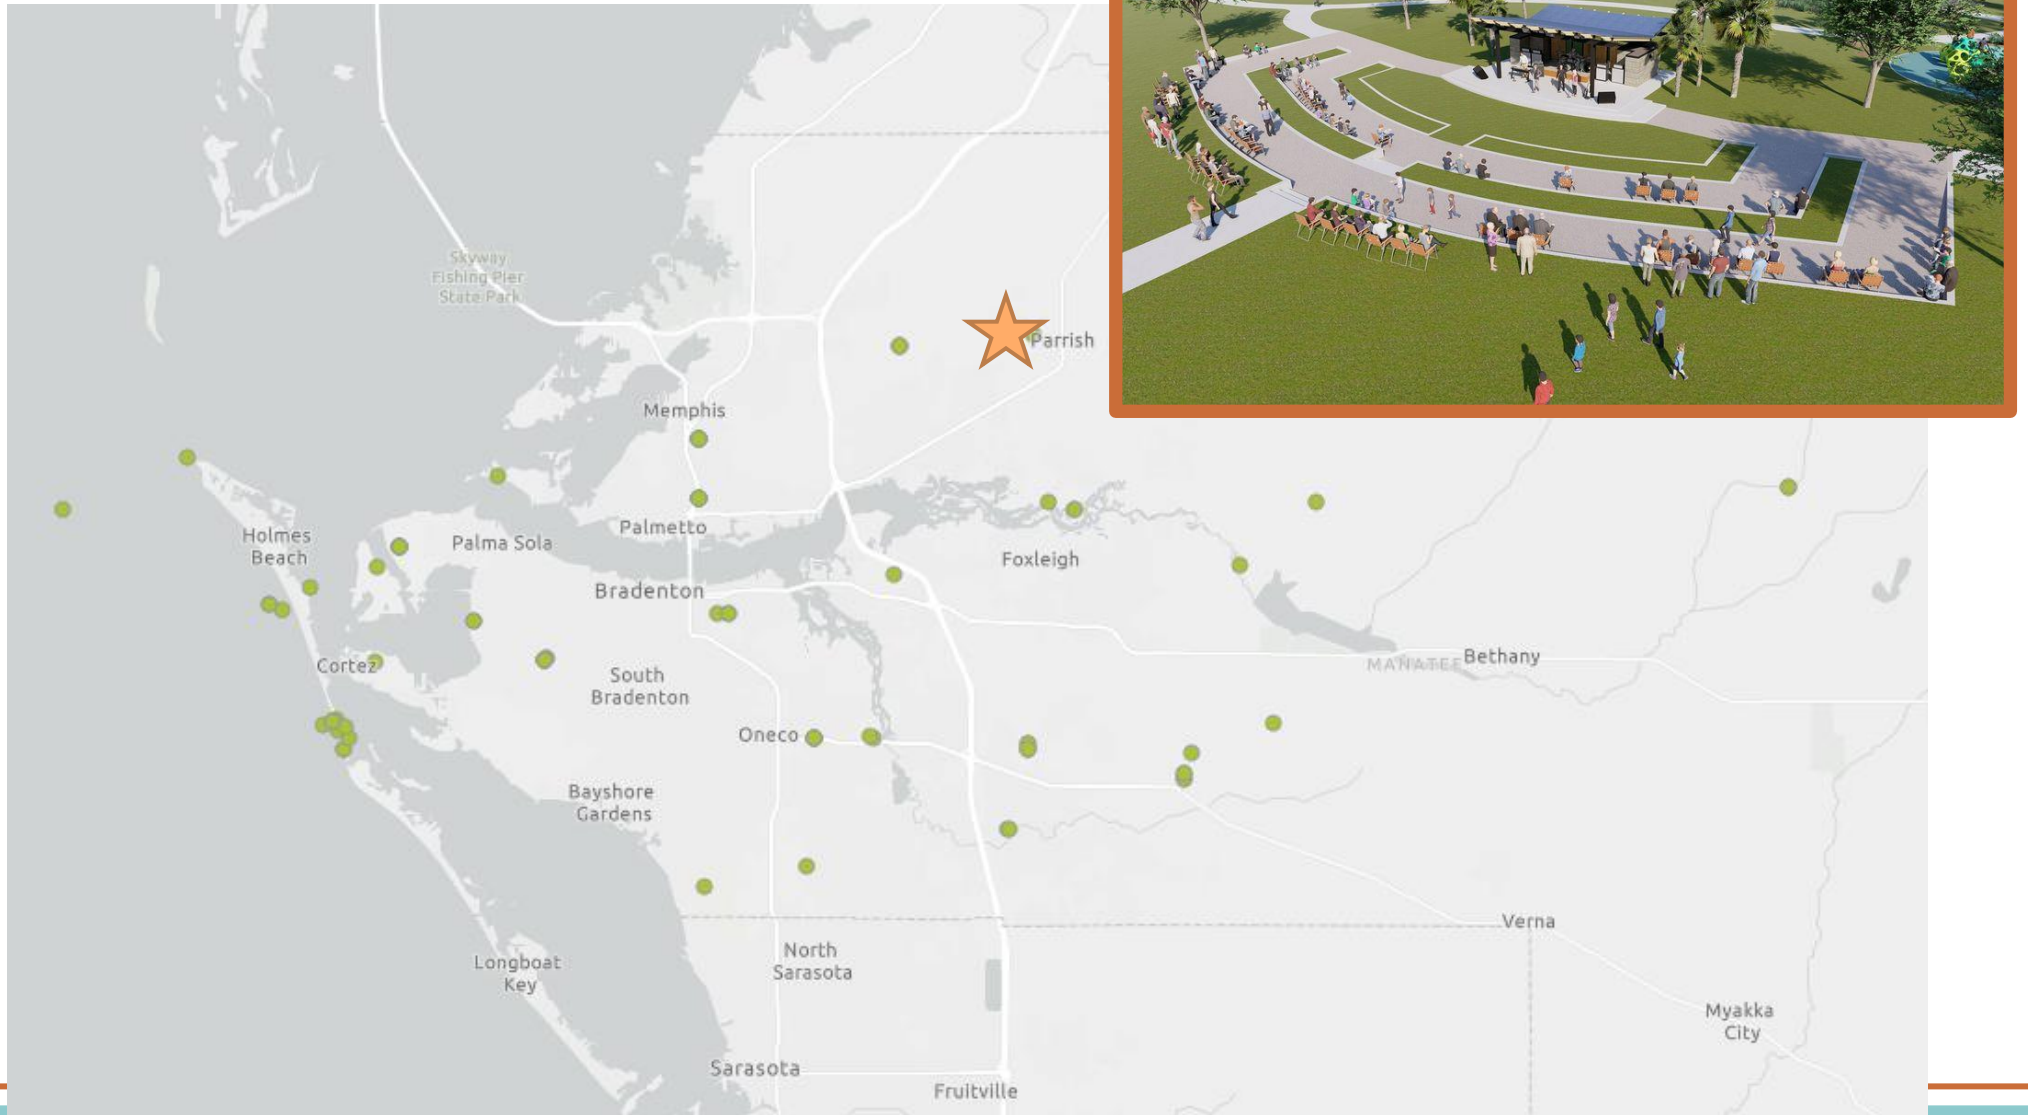 Skyway
Fishing Pier
State Park
Parrish
Memphis
Holmes
Beach
Palma Sola
Palmetto
Foxleigh
Bradenton
Cortez
South
Bradenton
MANATEE
Bethany
Oneco
Bayshore
Gardens
Verna
North
Sarasota
Longboat
Key
Myakka
City
Sarasota
Fruitville